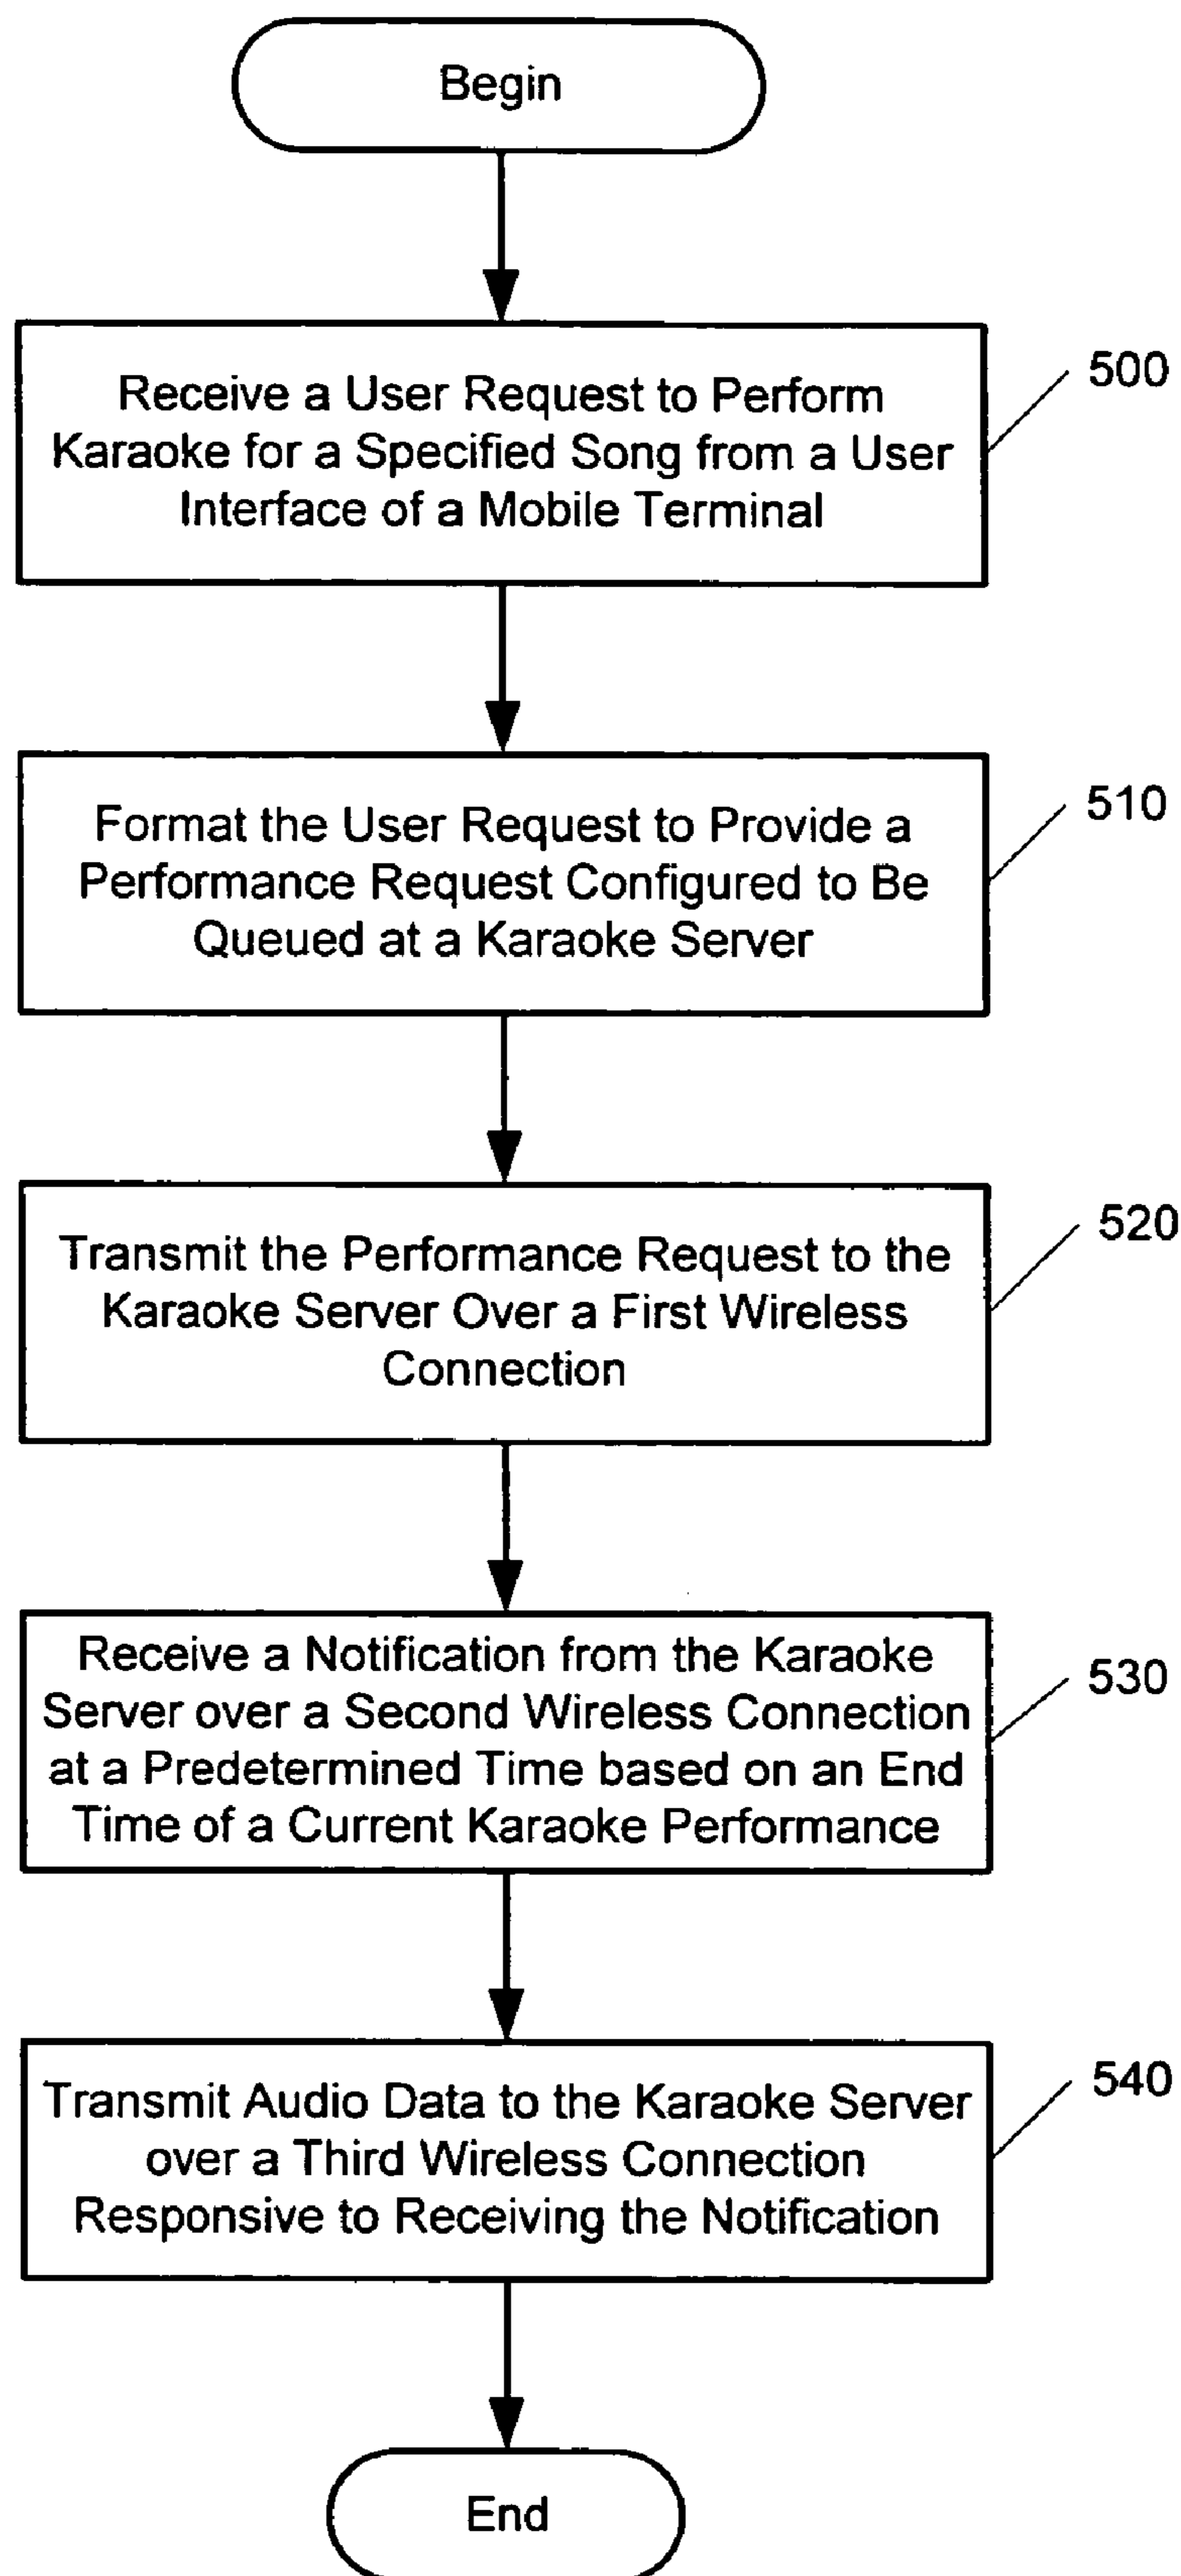 Begin
Receive a User Request to Perform
Karaoke for a Specified Song from a User
Interface of a Mobile Terminal
500
Format the User Request to Provide a
Performance Request Configured to Be
Queued at a Karaoke Server
510
Transmit the Performance Request to the
Karaoke Server Over a First Wireless
Connection
520
Receive a Notification from the Karaoke
Server over a Second Wireless Connection
at a Predetermined Time based on an End
Time of a Current Karaoke Performance
530
Transmit Audio Data to the Karaoke Server
over a Third Wireless Connection
Responsive to Receiving the Notification
540
End